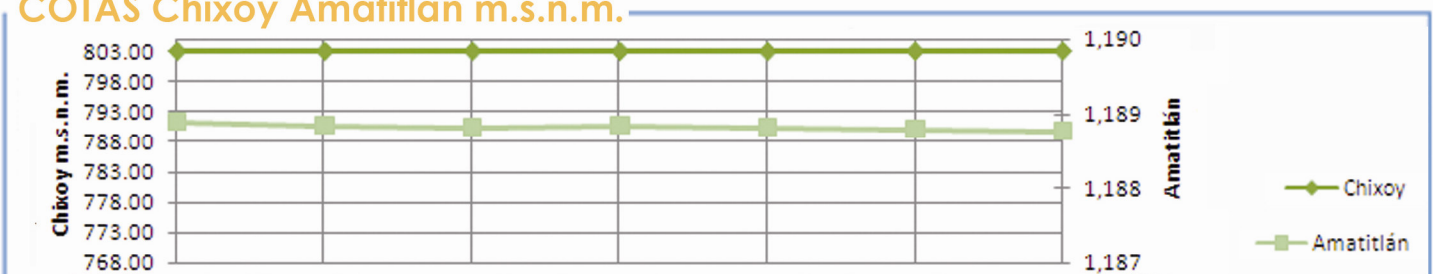 COTAS Chixoy Amatitlán m.s.n.m.
Chixoy m.s.n.m.
803.00
798.00
793.00
788.00
783.00
778.00
773.00
768.00
1,190
1,189
1,188
1,187
Amatitlán
Chixoy
Amatitlán